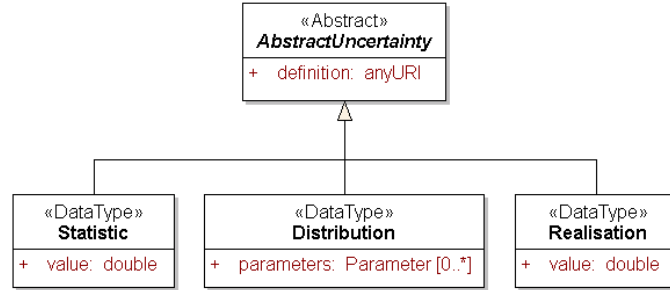 «Abstract»
AbstractUncertainty
+ definition: anyURI
«DataType»
Statistic
+ value: double
«DataType»
Distribution
+ parameters: Parameter [0..*]
«DataType»
Realisation
+ value: double